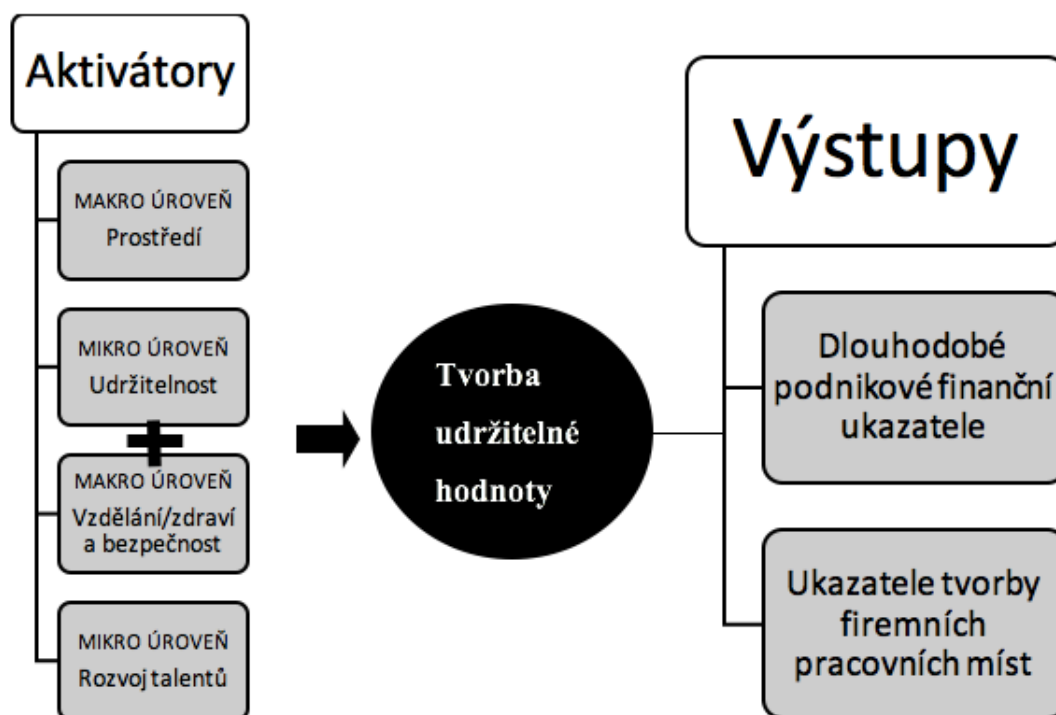 Aktivátory
MAKRO ÚROVEŇ
Prostředí
MIKRO ÚROVEŇ
Udržitelnost
MAKRO ÚROVEŇ
Vzdělání/zdraví
a bezpečnost
MIKRO ÚROVEŇ
Rozvoj talentů
Tvorba
udržitelné
hodnoty
Výstupy
Dlouhodobé
podnikové finanční
ukazatele
Ukazatele tvorby
firemních
pracovních míst